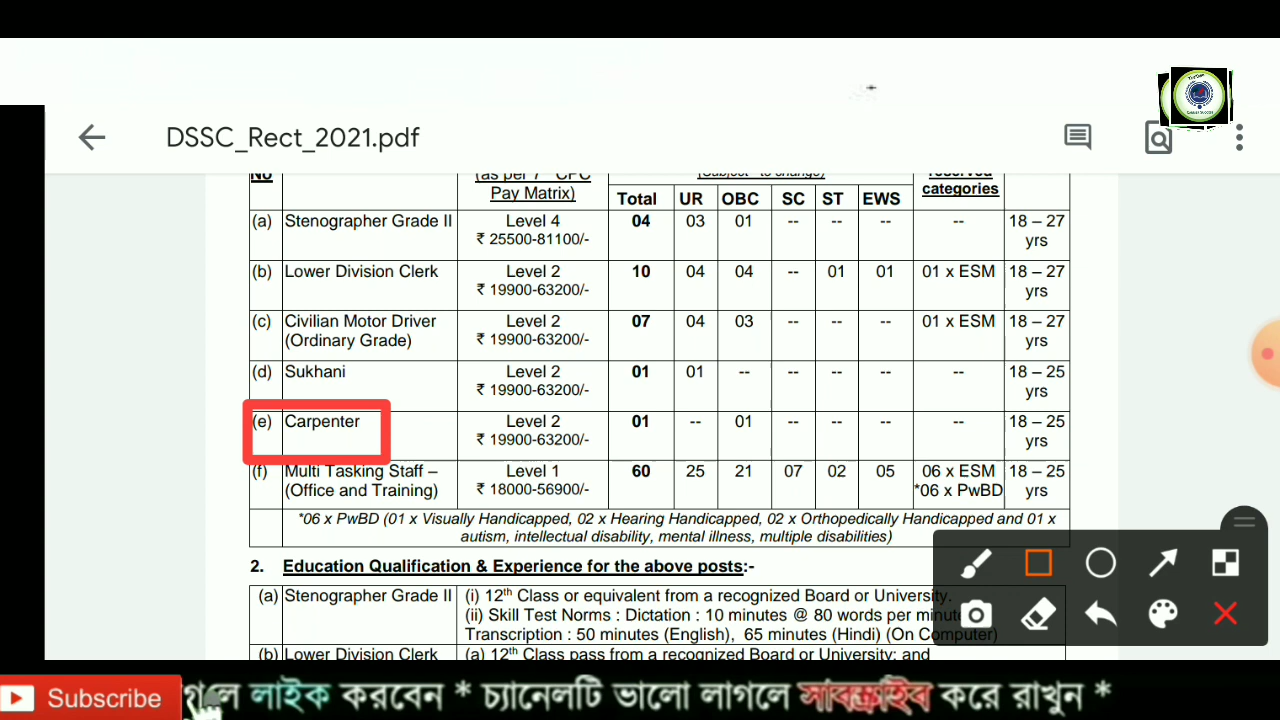 DSSC_Rect_2021.pdf
No (as per 7th CPC (Subject to change) reserved
Pay Matrix) Total UR OBC SC ST EWS categories
(a) Stenographer Grade II Level 4 04 03 01 -- -- -- -- 18 – 27
₹ 25500-81100/- yrs
(b) Lower Division Clerk Level 2 10 04 04 -- 01 01 01 x ESM 18 – 27
₹ 19900-63200/- yrs
(c) Civilian Motor Driver Level 2 07 04 03 -- -- -- 01 x ESM 18 – 27
(Ordinary Grade) ₹ 19900-63200/- yrs
(d) Sukhani Level 2 01 01 -- -- -- -- -- 18 – 25
₹ 19900-63200/- yrs
(e) Carpenter Level 2 01 -- 01 -- -- -- -- 18 – 25
₹ 19900-63200/- yrs
(f) Multi Tasking Staff – Level 1 60 25 21 07 02 05 06 x ESM 18 – 25
(Office and Training) ₹ 18000-56900/- *06 x PwBD yrs
*06 x PwBD (01 x Visually Handicapped, 02 x Hearing Handicapped, 02 x Orthopedically Handicapped and 01 x
autism, intellectual disability, mental illness, multiple disabilities)
2. Education Qualification & Experience for the above posts:-
(a) Stenographer Grade II (i) 12th Class or equivalent from a recognized Board or University.
(ii) Skill Test Norms : Dictation : 10 minutes @ 80 words per minute
Transcription : 50 minutes (English), 65 minutes (Hindi) (On Computer)
(b) Lower Division Clerk (a) 12th Class pass from a recognized Board or University; and
Subscribe লাইক করবেন * চ্যানেলটি ভালো লাগলে সাবস্ক্রাইব করে রাখুন *